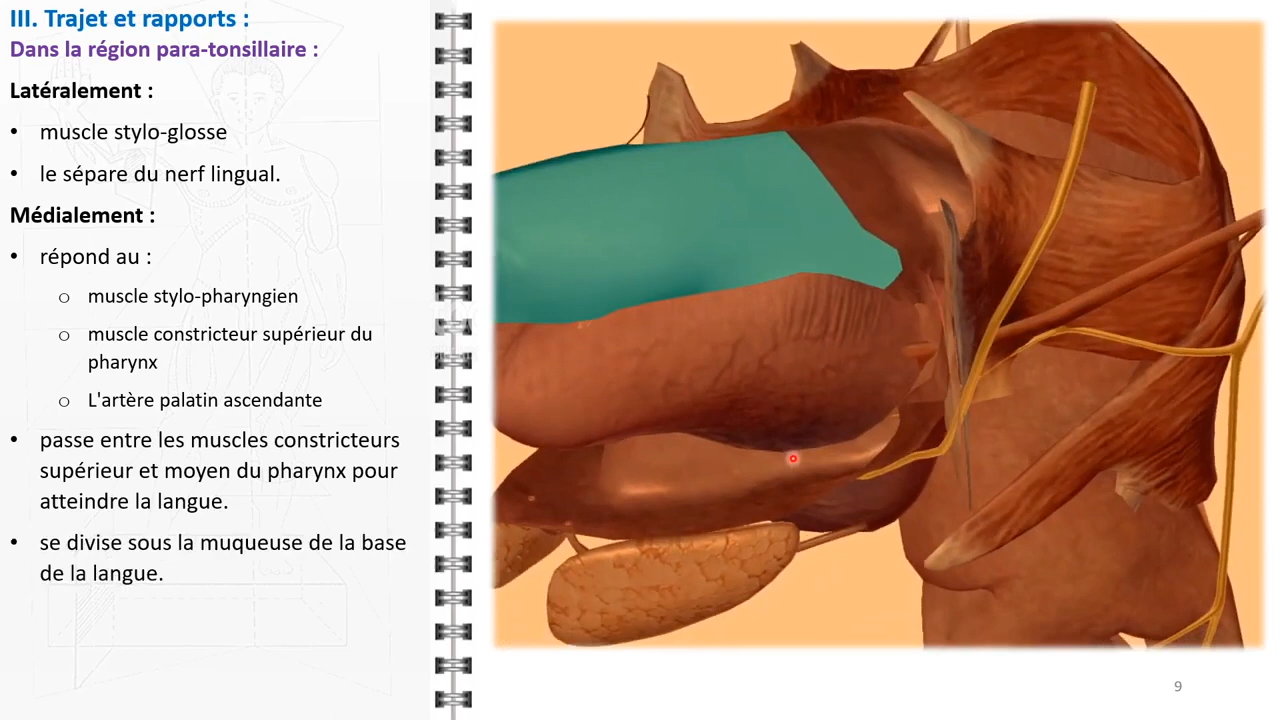 III. Trajet et rapports :
Dans la région para-tonsillaire :
Latéralement :
• muscle stylo-glosse
• le sépare du nerf lingual.
Médialement :
• répond au :
o muscle stylo-pharyngien
o muscle constricteur supérieur du
pharynx
o L'artère palatin ascendante
• passe entre les muscles constricteurs
supérieur et moyen du pharynx pour
atteindre la langue.
• se divise sous la muqueuse de la base
de la langue.
9